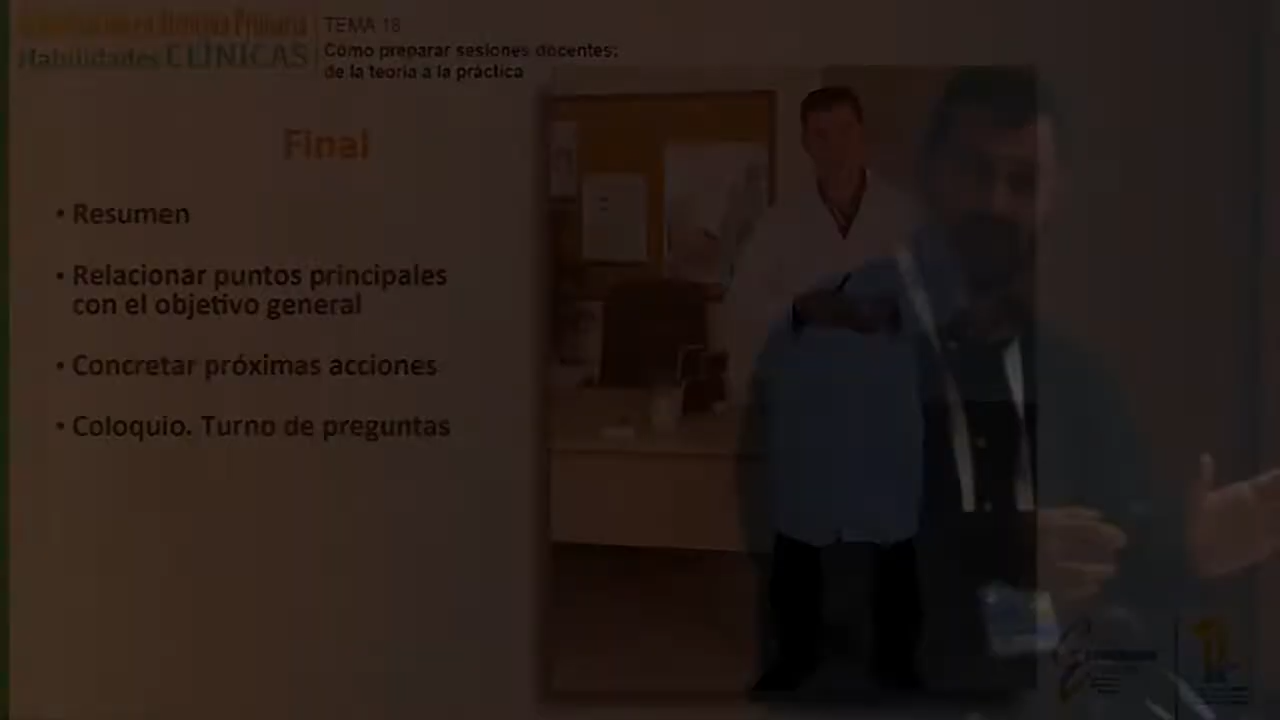 TEMA 18
Habilidades CLÍNICAS
Cómo preparar sesiones docentes:
de la teoría a la práctica
Final
• Resumen
• Relacionar puntos principales
con el objetivo general
• Concretar próximas acciones
• Coloquio. Turno de preguntas